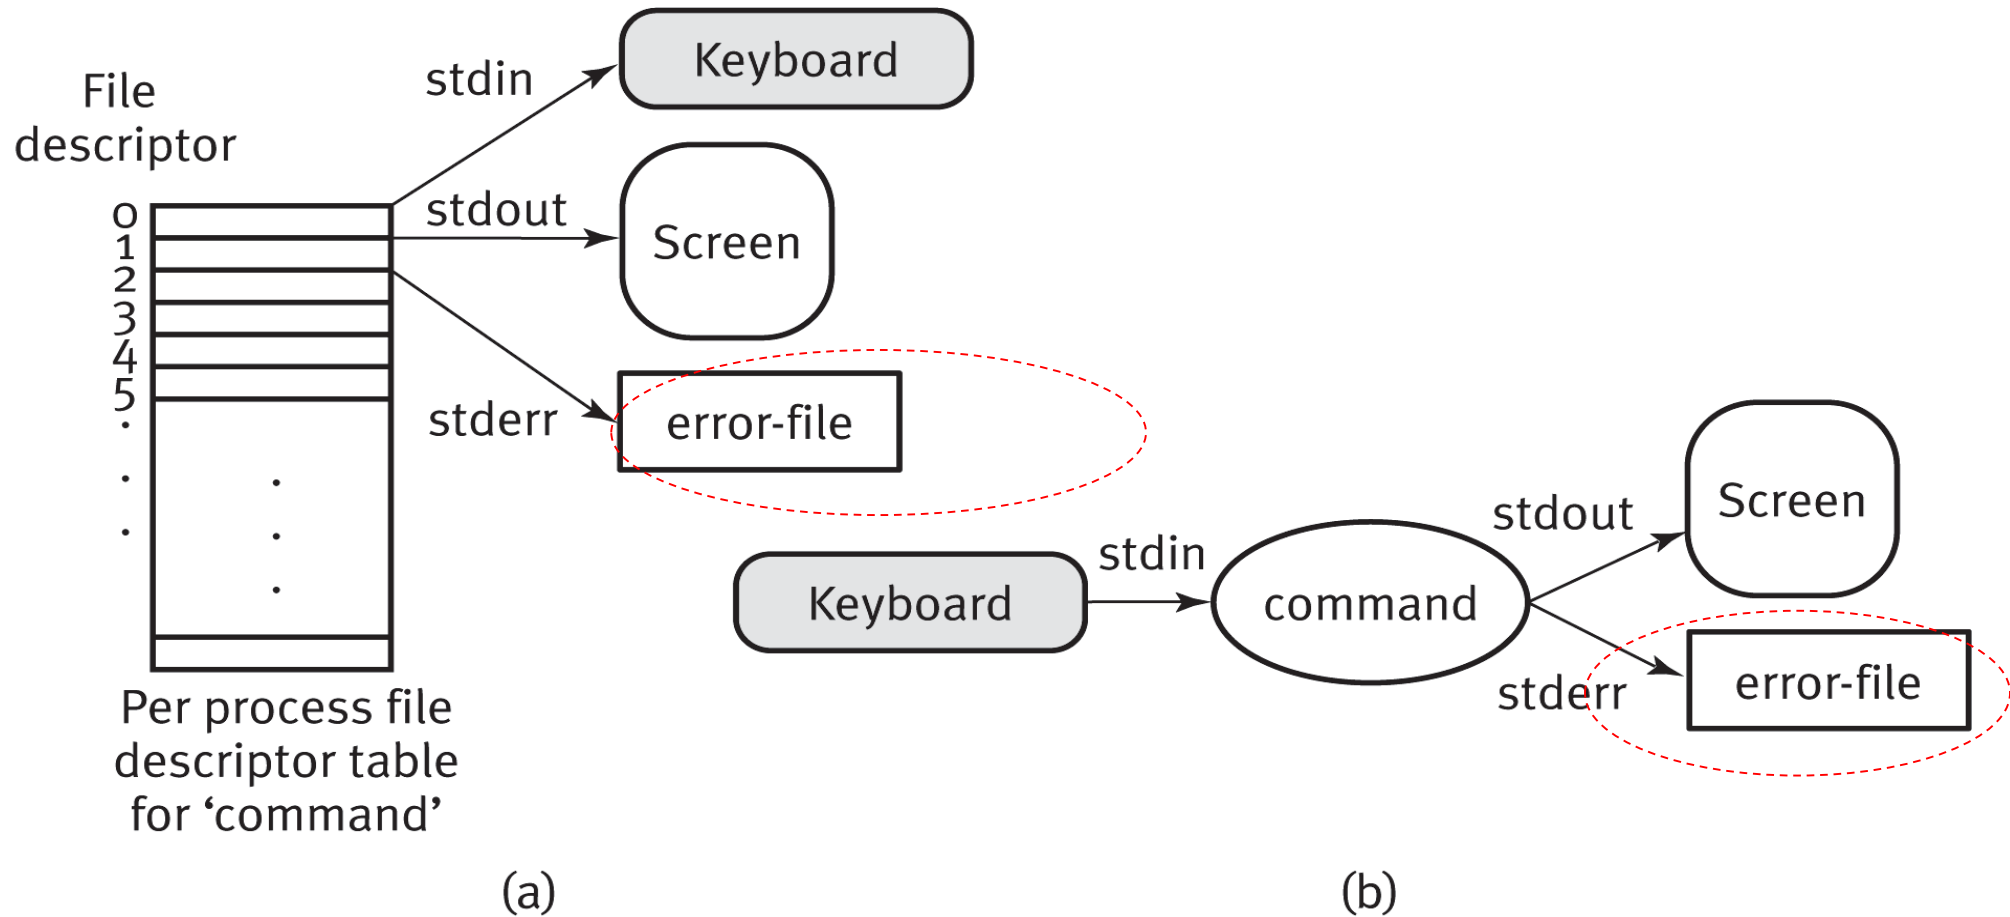 File
descriptor
stdin
Keyboard
stdout
Screen
stderr
error-file
0
1
2
3
4
5
Per process file
descriptor table
for ‘command’
(a)
Keyboard
stdin
command
stdout
Screen
stderr
error-file
(b)